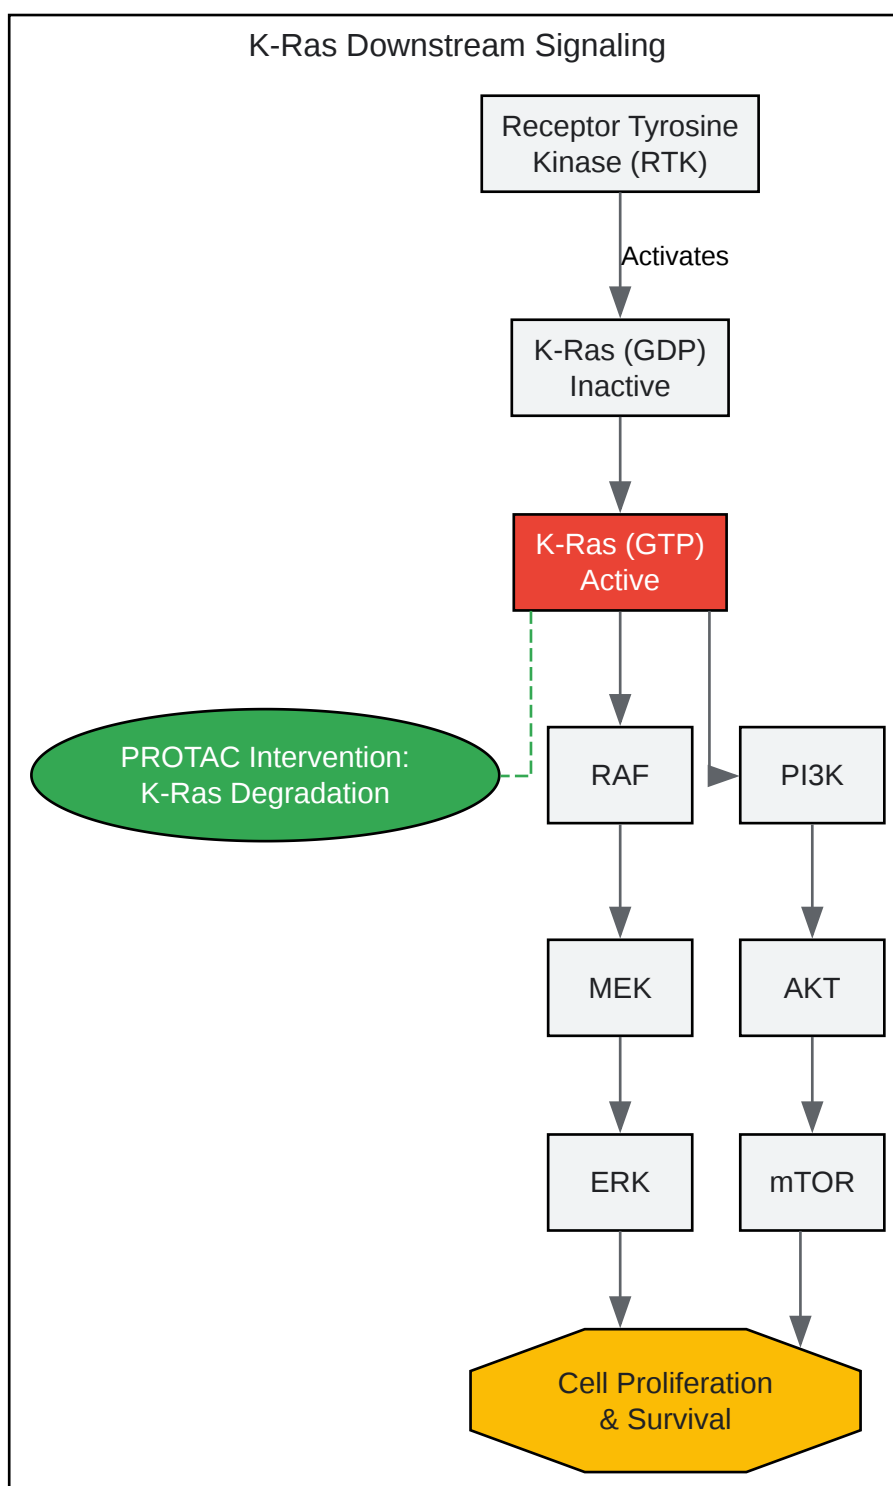 K-Ras Downstream Signaling
Receptor Tyrosine
Kinase (RTK)
Activates
K-Ras (GDP)
Inactive
K-Ras (GTP)
Active
PROTAC Intervention:
K-Ras Degradation
RAF
PI3K
MEK
AKT
ERK
mTOR
Cell Proliferation
& Survival